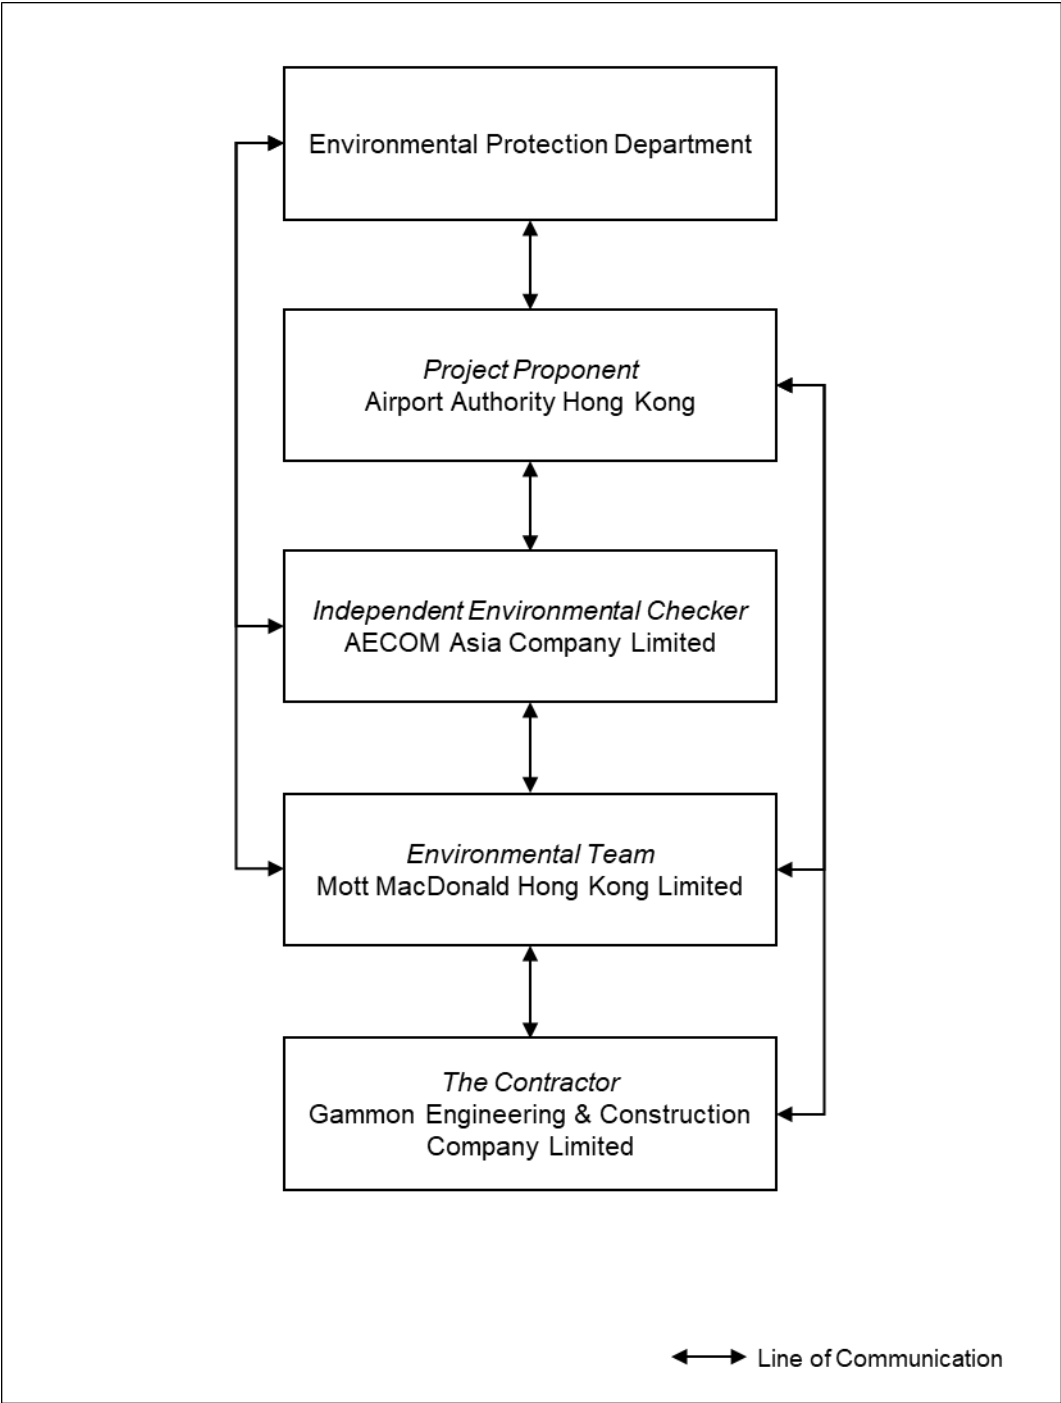 Environmental Protection Department
Project Proponent
Airport Authority Hong Kong
Independent Environmental Checker
AECOM Asia Company Limited
Environmental Team
Mott MacDonald Hong Kong Limited
The Contractor
Gammon Engineering & Construction
Company Limited
Line of Communication